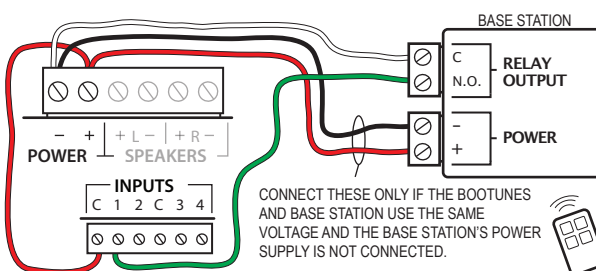 BASE STATION
C
N.O.
RELAY
OUTPUT
-
+
POWER
- + + L - + R -
POWER SPEAKERS
INPUTS
C 1 2 C 3 4
CONNECT THESE ONLY IF THE BOOTUNES
AND BASE STATION USE THE SAME
VOLTAGE AND THE BASE STATION'S POWER
SUPPLY IS NOT CONNECTED.